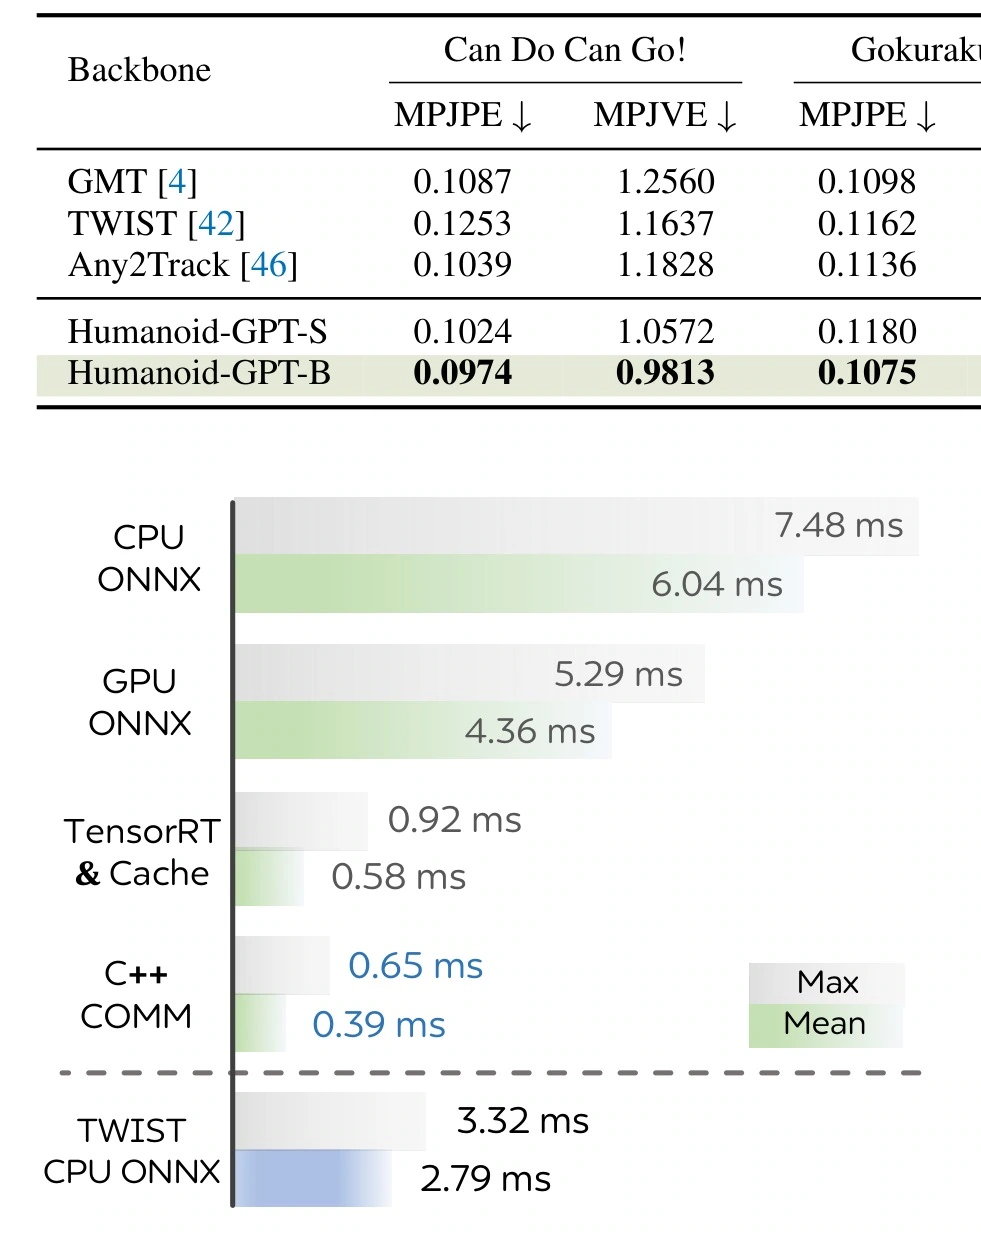 Backbone Can Do Can Go! Gokuraku
MPJPE ↓ MPJVE ↓ MPJPE ↓
GMT [4] 0.1087 1.2560 0.1098
TWIST [42] 0.1253 1.1637 0.1162
Any2Track [46] 0.1039 1.1828 0.1136
Humanoid-GPT-S 0.1024 1.0572 0.1180
Humanoid-GPT-B 0.0974 0.9813 0.1075
CPU
ONNX
7.48 ms
6.04 ms
GPU
ONNX
5.29 ms
4.36 ms
TensorRT
& Cache
0.92 ms
0.58 ms
C++
COMM
0.65 ms
0.39 ms
Max
Mean
TWIST
CPU ONNX
3.32 ms
2.79 ms